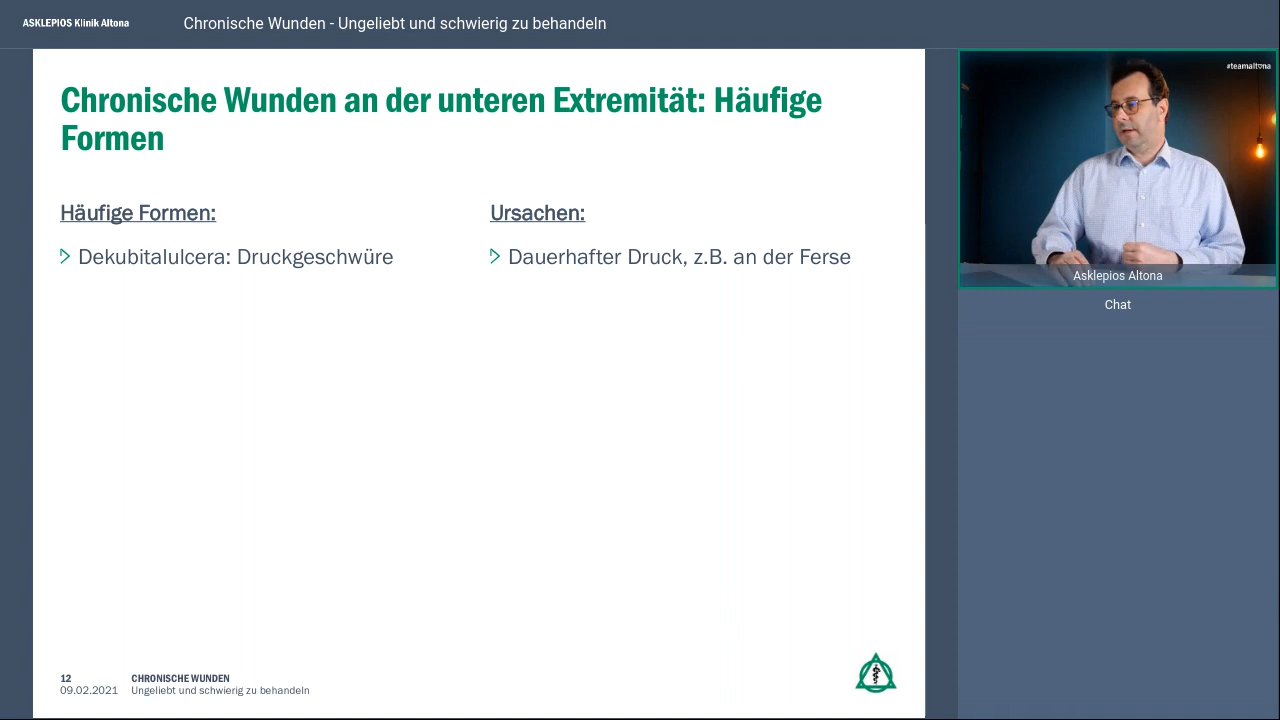 ASKLEPIOS Klinik Altona
Chronische Wunden - Ungeliebt und schwierig zu behandeln
Chronische Wunden an der unteren Extremität: Häufige
Formen
Häufige Formen:
Dekubitalulcera: Druckgeschwüre
Ursachen:
Dauerhafter Druck, z.B. an der Ferse
#teamaltona
Asklepios Altona
Chat
12
CHRONISCHE WUNDEN
09.02.2021
Ungeliebt und schwierig zu behandeln